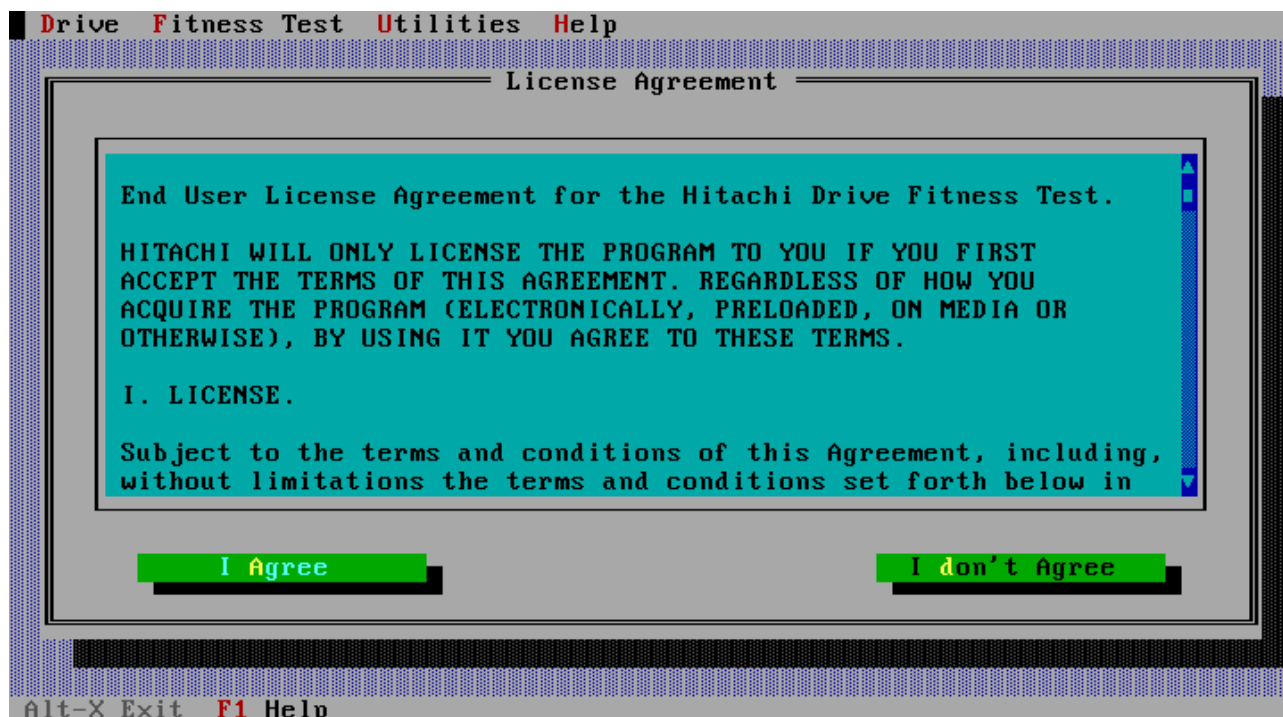 Drive Fitness Test Utilities Help
License Agreement
End User License Agreement for the Hitachi Drive Fitness Test.
HITACHI WILL ONLY LICENSE THE PROGRAM TO YOU IF YOU FIRST
ACCEPT THE TERMS OF THIS AGREEMENT. REGARDLESS OF HOW YOU
ACQUIRE THE PROGRAM (ELECTRONICALLY, PRELOADED, ON MEDIA OR
OTHERWISE), BY USING IT YOU AGREE TO THESE TERMS.
I. LICENSE.
Subject to the terms and conditions of this Agreement, including,
without limitations the terms and conditions set forth below in
I Agree
I don't Agree
Alt-X Exit F1 Help